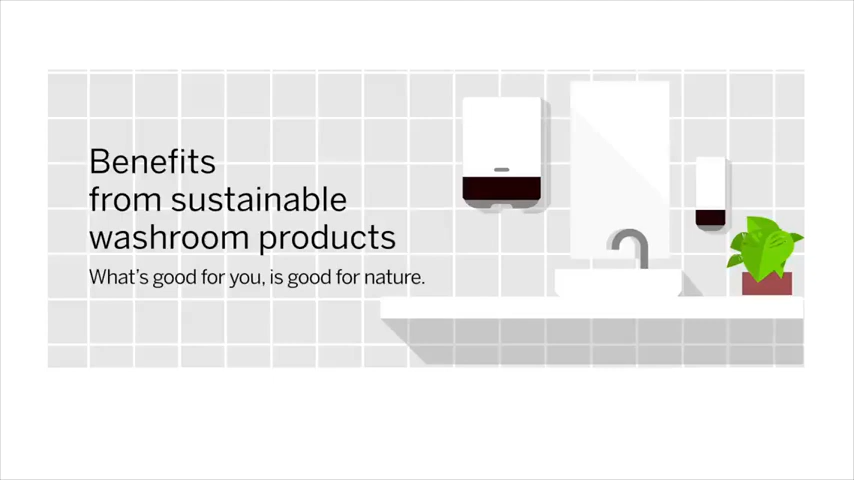 Benefits
from sustainable
washroom products
What's good for you, is good for nature.